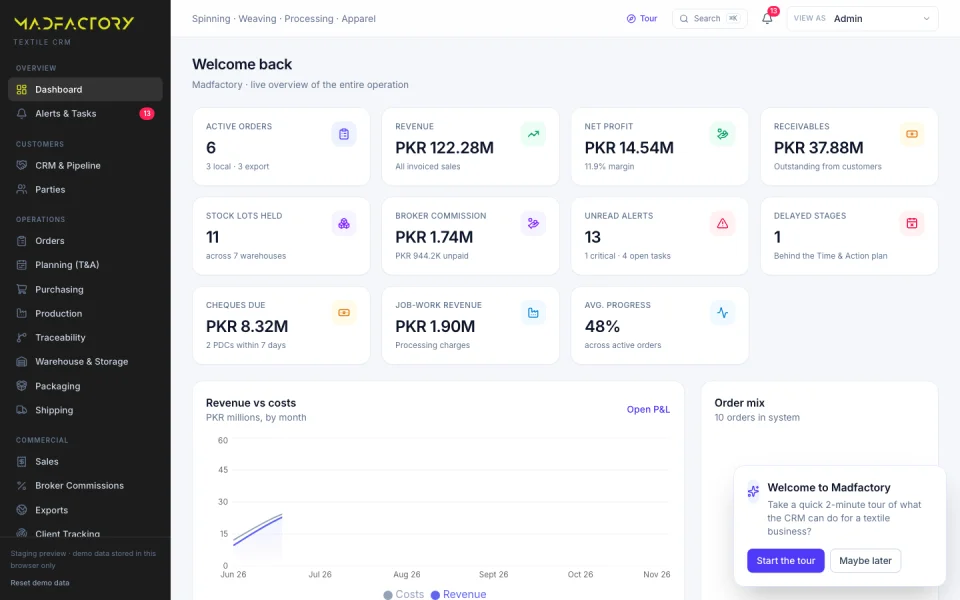 MADFACTORY
TEXTILE CRM
OVERVIEW
Dashboard
Alerts & Tasks
13
CUSTOMERS
CRM & Pipeline
Parties
OPERATIONS
Orders
Planning (T&A)
Purchasing
Production
Traceability
Warehouse & Storage
Packaging
Shipping
COMMERCIAL
Sales
Broker Commissions
Exports
Client Tracking
Staging preview · demo data stored in this
browser only
Reset demo data
Spinning · Weaving · Processing · Apparel
Tour
Search
⌘K
13
VIEW AS
Admin
Welcome back
Madfactory · live overview of the entire operation
ACTIVE ORDERS
6
3 local · 3 export
REVENUE
PKR 122.28M
All invoiced sales
NET PROFIT
PKR 14.54M
11.9% margin
RECEIVABLES
PKR 37.88M
Outstanding from customers
STOCK LOTS HELD
11
across 7 warehouses
BROKER COMMISSION
PKR 1.74M
PKR 944.2K unpaid
UNREAD ALERTS
13
1 critical · 4 open tasks
DELAYED STAGES
1
Behind the Time & Action plan
CHEQUES DUE
PKR 8.32M
2 PDCs within 7 days
JOB-WORK REVENUE
PKR 1.90M
Processing charges
AVG. PROGRESS
48%
across active orders
Revenue vs costs
PKR millions, by month
Open P&L
60
45
30
15
0
Jun 26
Jul 26
Aug 26
Sept 26
Oct 26
Nov 26
Costs
Revenue
Order mix
10 orders in system
Welcome to Madfactory
Take a quick 2-minute tour of what
the CRM can do for a textile
business?
Start the tour
Maybe later